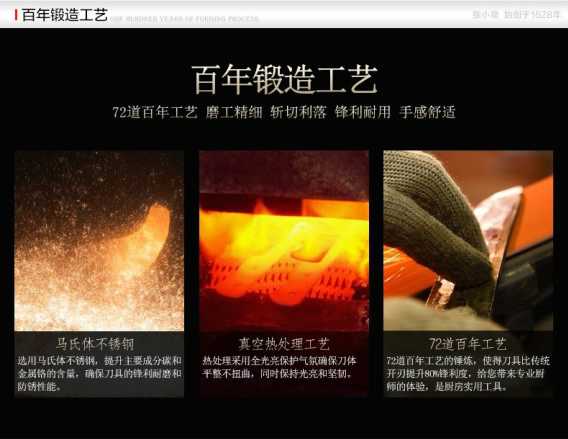 百年锻造工艺 ONE HUNDRED YEARS OF FORGING PROCESS
张小泉 始创于1628年
百年锻造工艺
72道百年工艺 磨工精细 斩切利落 锋利耐用 手感舒适
马氏体不锈钢
选用马氏体不锈钢,提升主要成分碳和
金属铬的含量,确保刀具的锋利耐磨和
防锈性能。
真空热处理工艺
热处理采用全光亮保护气氛确保刀体
平整不扭曲,同时保持光亮和坚韧。
72道百年工艺
72道百年工艺的锤炼,使得刀具比传统
开刃提升80%锋利度,给您带来专业厨
师的体验,是厨房实用工具。